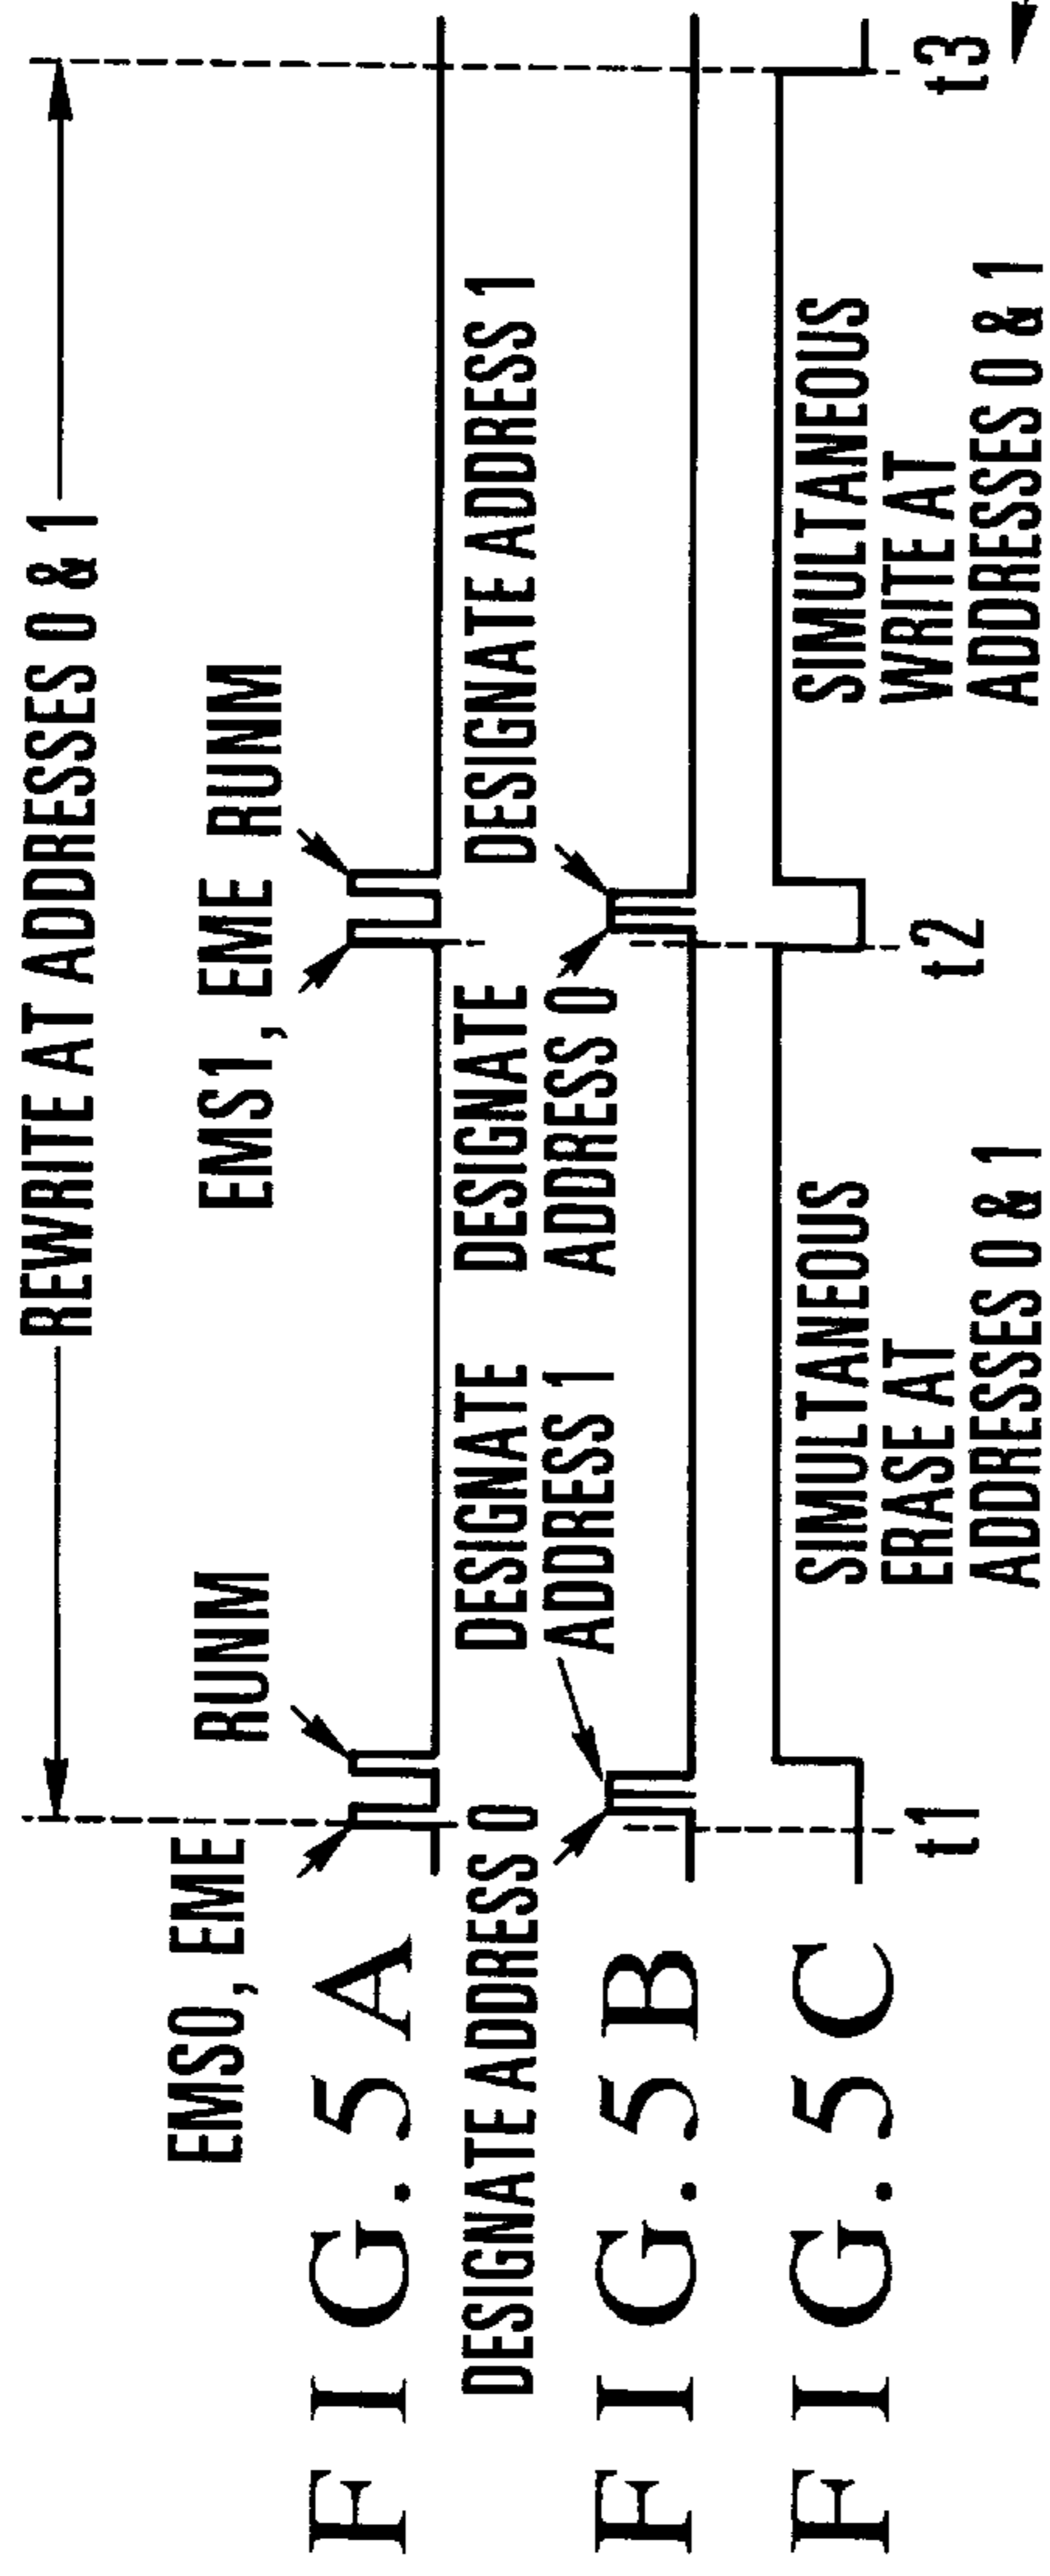 REWRITE AT ADDRESSES 0 & 1
EMS0, EME
RUNM
EMS1, EME
RUNM
FIG.5A
DESIGNATE ADDRESS 0
DESIGNATE
ADDRESS 1
DESIGNATE
ADDRESS 0
DESIGNATE ADDRESS 1
FIG.5B
FIG.5C
SIMULTANEOUS
ERASE AT
ADDRESSES 0 & 1
SIMULTANEOUS
WRITE AT
ADDRESSES 0 & 1
t1
t2
t3